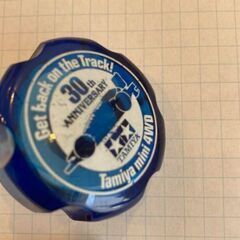 Get back on the Track!
30th
ANNIVERSARY
TAMIYA
Tamiya mini 4WD